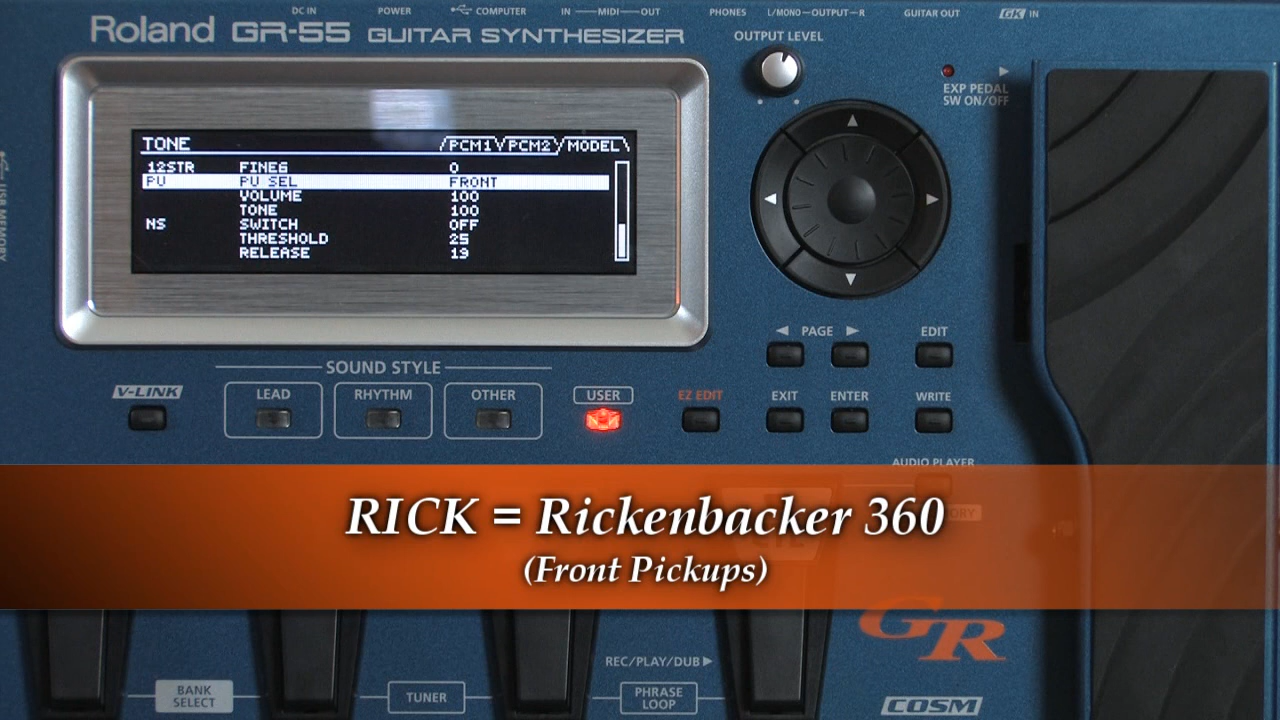 DC IN POWER COMPUTER IN MIDI OUT PHONES L/MONO OUTPUT R GUITAR OUT GK IN
Roland GR-55 GUITAR SYNTHESIZER
OUTPUT LEVEL
EXP PEDAL
SW ON/OFF
USB MEMORY
TONE PCM1 PCM2 MODEL
12STR FINE6 0
PU PU SEL FRONT
VOLUME 100
TONE 100
NS SWITCH OFF
THRESHOLD 25
RELEASE 19
◀ PAGE ▶ EDIT
SOUND STYLE
V-LINK LEAD RHYTHM OTHER USER EZ EDIT EXIT ENTER WRITE
AUDIO PLAYER
RICK = Rickenbacker 360
(Front Pickups)
GR
REC/PLAY/DUB▶
BANK
SELECT
TUNER
PHRASE
LOOP
COSM